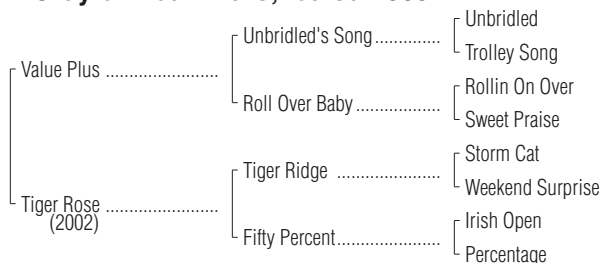 Unbridled
Unbridled's Song..............
Trolley Song
Value Plus ........................
Rollin On Over
Roll Over Baby ..................
Sweet Praise
Storm Cat
Tiger Ridge ......................
Weekend Surprise
Tiger Rose ........................
(2002)
Irish Open
Fifty Percent......................
Percentage